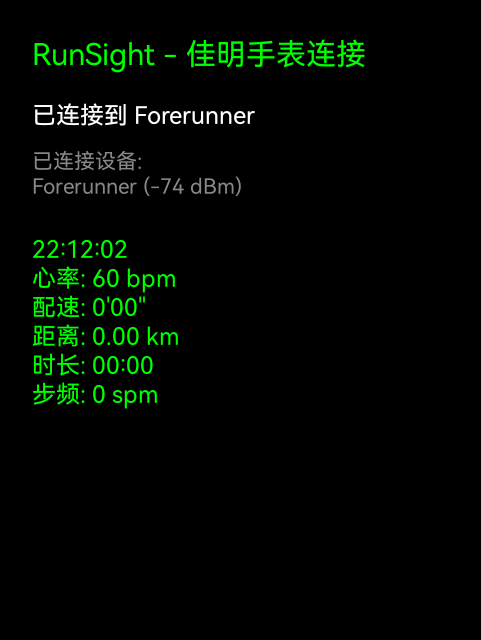 RunSight - 佳明手表连接
已连接到 Forerunner
已连接设备:
Forerunner (-74 dBm)
22:12:02
心率: 60 bpm
配速: 0'00"
距离: 0.00 km
时长: 00:00
步频: 0 spm